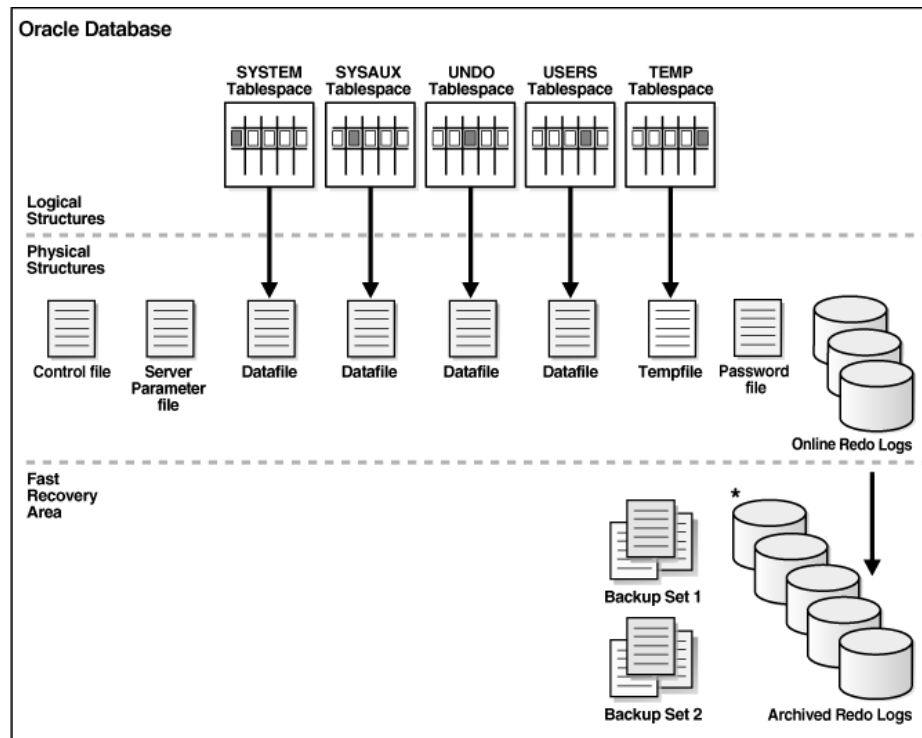 Oracle Database
SYSTEM
Tablespace
SYSAUX
Tablespace
UNDO
Tablespace
USERS
Tablespace
TEMP
Tablespace
Logical
Structures
Physical
Structures
Control file
Server
Parameter
file
Datafile
Datafile
Datafile
Datafile
Tempfile
Password
file
Online Redo Logs
Fast
Recovery
Area
*
Backup Set 1
Backup Set 2
Archived Redo Logs